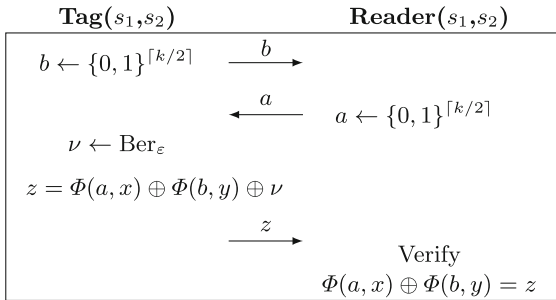 Tag(s₁,s₂) Reader(s₁,s₂)
b ← {0, 1}^⌈k/2⌉ b
a a ← {0, 1}^⌈k/2⌉
ν ← Ber_ε
z = Φ(a, x) ⊕ Φ(b, y) ⊕ ν
z
Verify
Φ(a, x) ⊕ Φ(b, y) = z